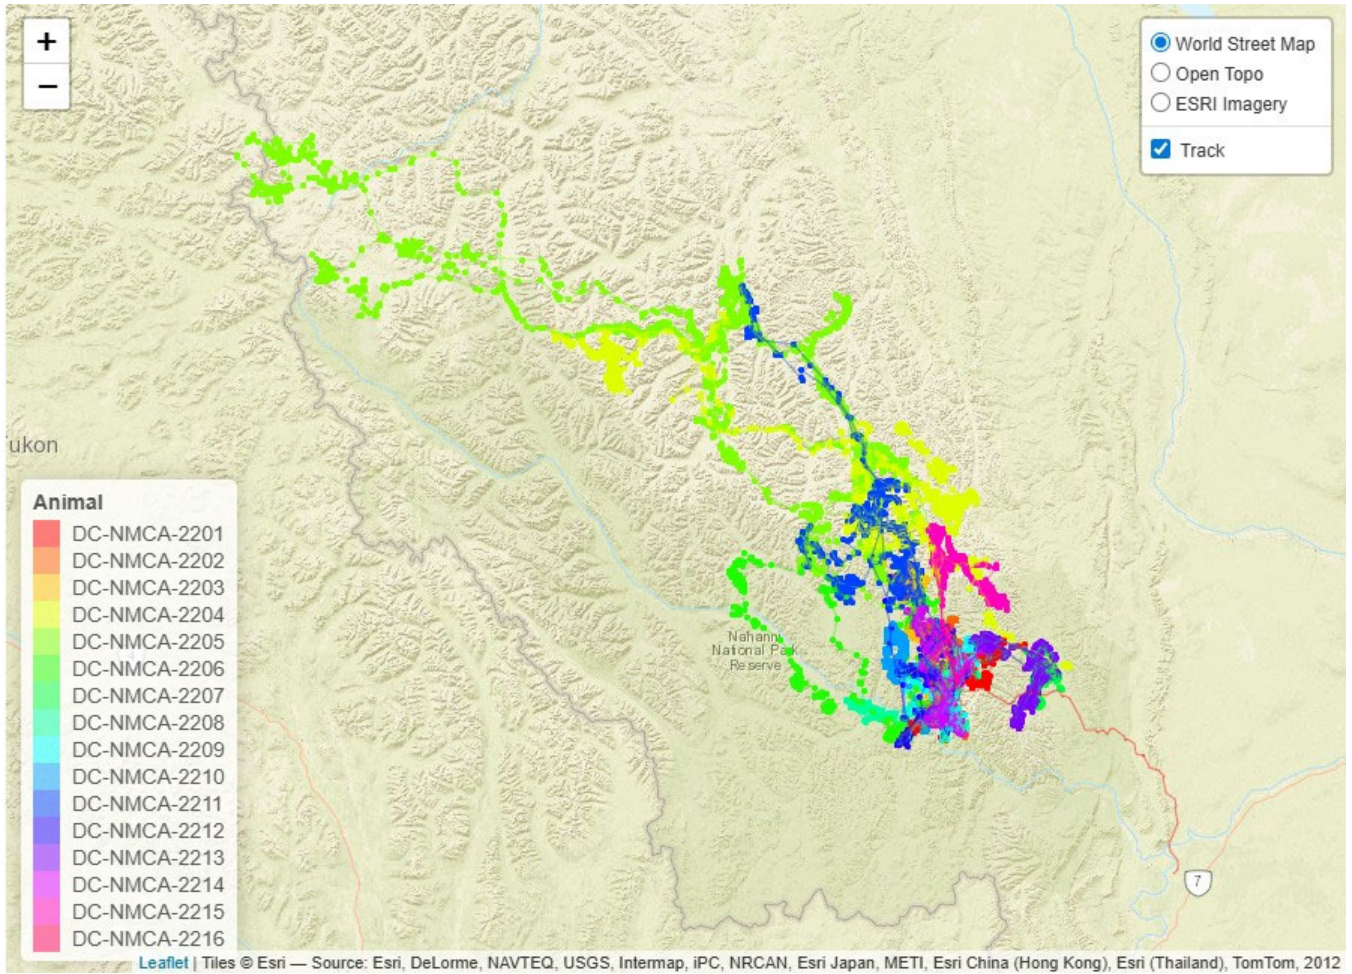 +
−
World Street Map
Open Topo
ESRI Imagery
Track
ukon
Nahanni
National Park
Reserve
7
Animal
DC-NMCA-2201
DC-NMCA-2202
DC-NMCA-2203
DC-NMCA-2204
DC-NMCA-2205
DC-NMCA-2206
DC-NMCA-2207
DC-NMCA-2208
DC-NMCA-2209
DC-NMCA-2210
DC-NMCA-2211
DC-NMCA-2212
DC-NMCA-2213
DC-NMCA-2214
DC-NMCA-2215
DC-NMCA-2216
Leaflet | Tiles © Esri — Source: Esri, DeLorme, NAVTEQ, USGS, Intermap, iPC, NRCAN, Esri Japan, METI, Esri China (Hong Kong), Esri (Thailand), TomTom, 2012